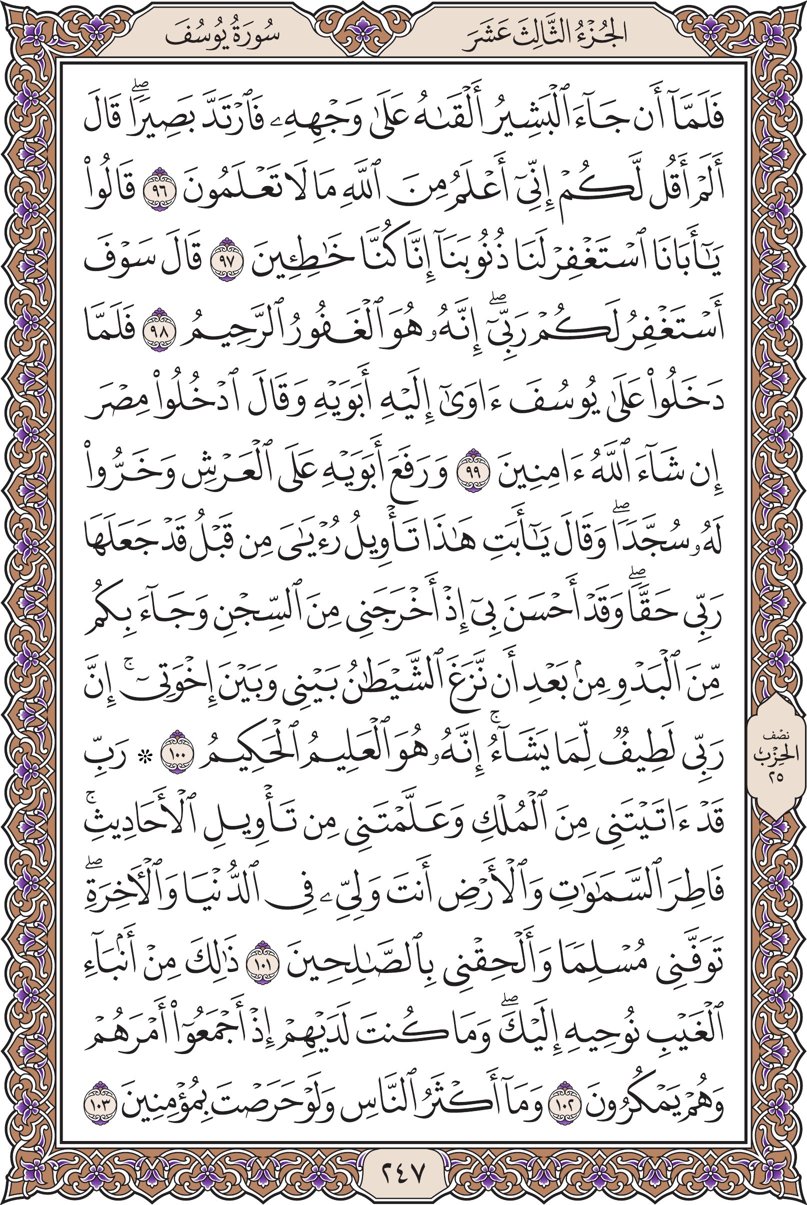 الجُزْءُ الثَّالِثَ عَشَرَ
سُورَةُ يُوسُفَ
فَلَمَّآ أَن جَآءَ ٱلْبَشِيرُ أَلْقَىٰهُ عَلَىٰ وَجْهِهِۦ فَٱرْتَدَّ بَصِيرًاۖ قَالَ
أَلَمْ أَقُل لَّكُمْ إِنِّيٓ أَعْلَمُ مِنَ ٱللَّهِ مَا لَا تَعْلَمُونَ ٩٦ قَالُوا۟
يَـٰٓأَبَانَا ٱسْتَغْفِرْ لَنَا ذُنُوبَنَآ إِنَّا كُنَّا خَـٰطِـِٔينَ ٩٧ قَالَ سَوْفَ
أَسْتَغْفِرُ لَكُمْ رَبِّيٓۖ إِنَّهُۥ هُوَ ٱلْغَفُورُ ٱلرَّحِيمُ ٩٨ فَلَمَّا
دَخَلُوا۟ عَلَىٰ يُوسُفَ ءَاوَىٰٓ إِلَيْهِ أَبَوَيْهِ وَقَالَ ٱدْخُلُوا۟ مِصْرَ
إِن شَآءَ ٱللَّهُ ءَامِنِينَ ٩٩ وَرَفَعَ أَبَوَيْهِ عَلَى ٱلْعَرْشِ وَخَرُّوا۟
لَهُۥ سُجَّدًاۖ وَقَالَ يَـٰٓأَبَتِ هَـٰذَا تَأْوِيلُ رُءْيَـٰيَ مِن قَبْلُ قَدْ جَعَلَهَا
رَبِّي حَقًّاۖ وَقَدْ أَحْسَنَ بِيٓ إِذْ أَخْرَجَنِي مِنَ ٱلسِّجْنِ وَجَآءَ بِكُم
مِّنَ ٱلْبَدْوِ مِنۢ بَعْدِ أَن نَّزَغَ ٱلشَّيْطَـٰنُ بَيْنِي وَبَيْنَ إِخْوَتِيٓۚ إِنَّ
رَبِّي لَطِيفٌ لِّمَا يَشَآءُۚ إِنَّهُۥ هُوَ ٱلْعَلِيمُ ٱلْحَكِيمُ ١٠٠ * رَبِّ
قَدْ ءَاتَيْتَنِي مِنَ ٱلْمُلْكِ وَعَلَّمْتَنِي مِن تَأْوِيلِ ٱلْأَحَادِيثِۚ
فَاطِرَ ٱلسَّمَـٰوَٰتِ وَٱلْأَرْضِ أَنتَ وَلِيِّۦ فِي ٱلدُّنْيَا وَٱلْـَٔاخِرَةِۖ
تَوَفَّنِي مُسْلِمًا وَأَلْحِقْنِي بِٱلصَّـٰلِحِينَ ١٠١ ذَٰلِكَ مِنْ أَنۢبَآءِ
ٱلْغَيْبِ نُوحِيهِ إِلَيْكَۖ وَمَا كُنتَ لَدَيْهِمْ إِذْ أَجْمَعُوٓا۟ أَمْرَهُمْ
وَهُمْ يَمْكُرُونَ ١٠٢ وَمَآ أَكْثَرُ ٱلنَّاسِ وَلَوْ حَرَصْتَ بِمُؤْمِنِينَ ١٠٣
نصف
الحزب
٢٥
٢٤٧